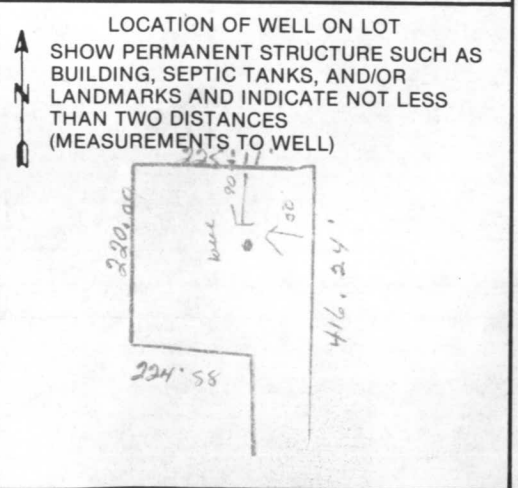 LOCATION OF WELL ON LOT
SHOW PERMANENT STRUCTURE SUCH AS
BUILDING, SEPTIC TANKS, AND/OR
N LANDMARKS AND INDICATE NOT LESS
THAN TWO DISTANCES
(MEASUREMENTS TO WELL)
220.00
well
416.24'
224.58